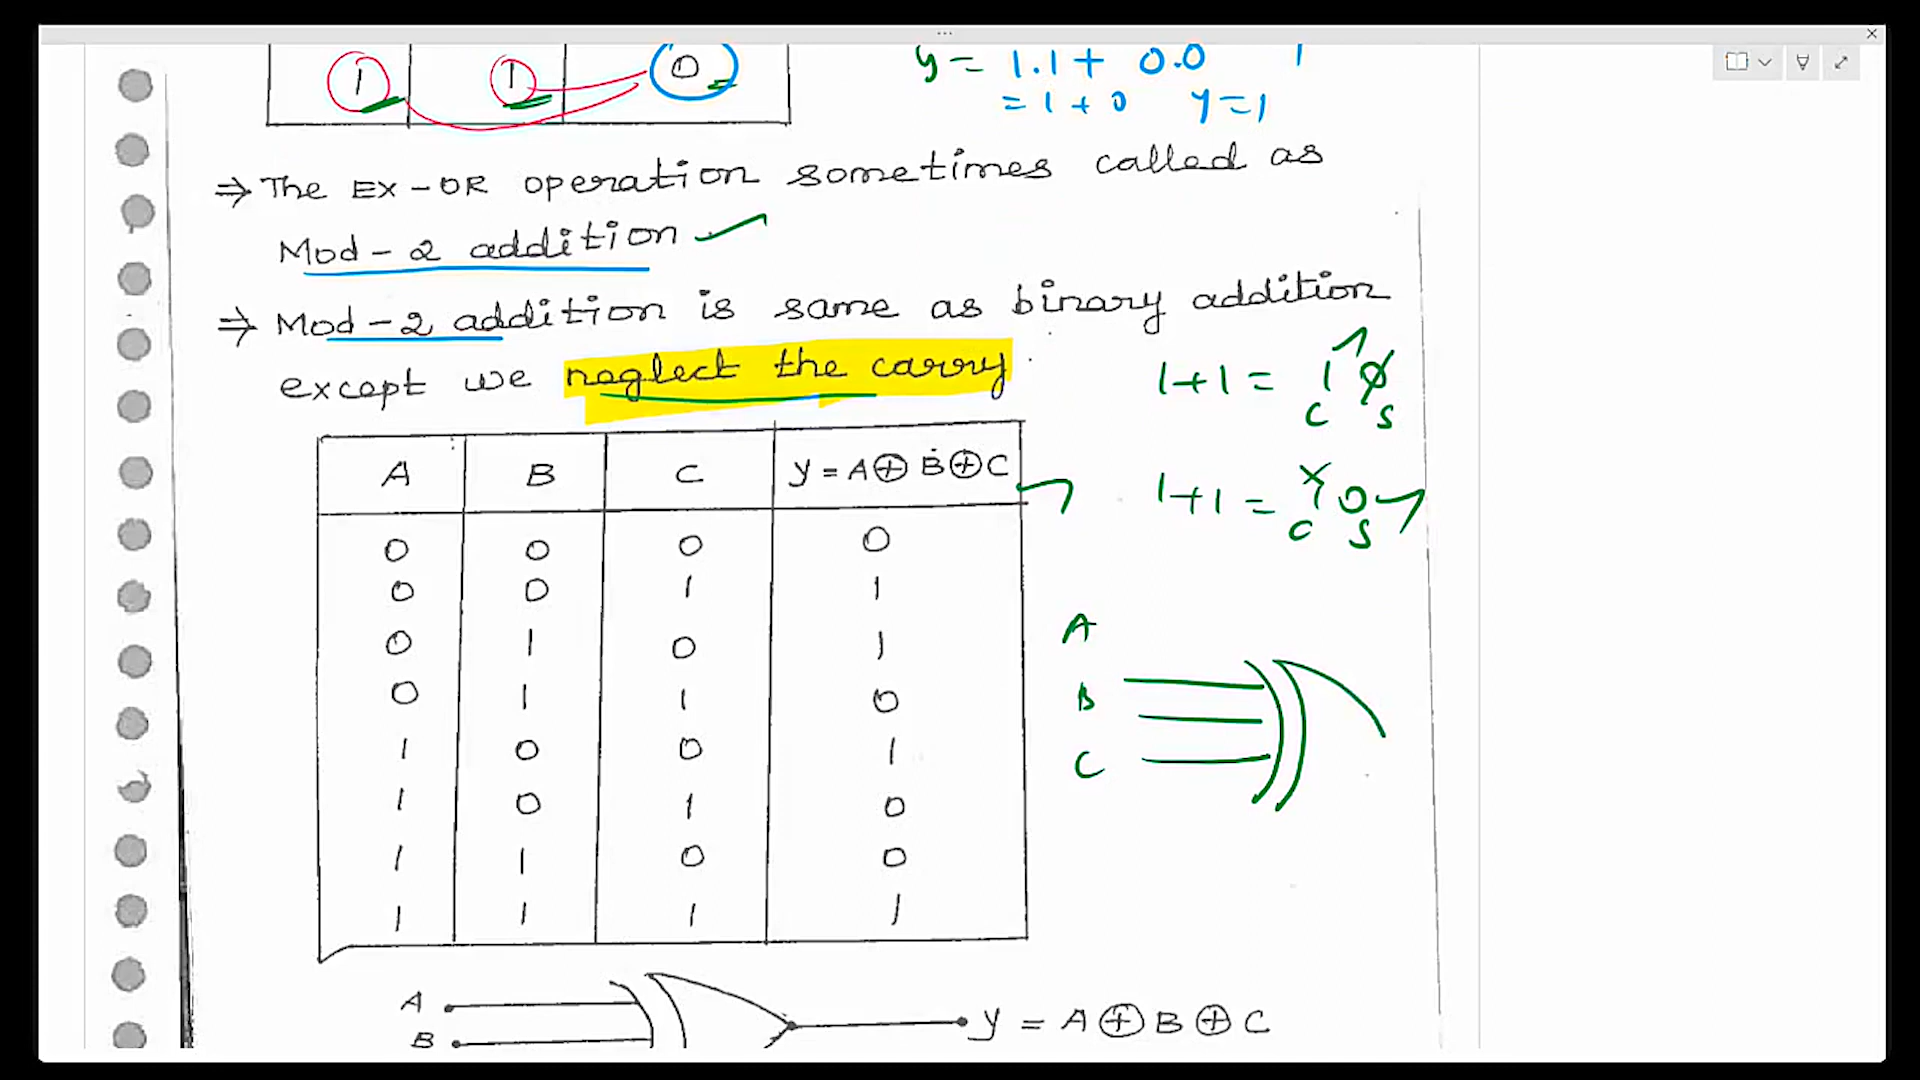 1 1 0
y = 1.1 + 0.0 1
= 1 + 0 y = 1
⇒ The EX-OR operation sometimes called as
Mod-2 addition
⇒ Mod-2 addition is same as binary addition
except we neglect the carry.
1+1 = 1 0
C S
1+1 = 1 0
C S
A B C y = A⊕B⊕C
0 0 0 0
0 0 1 1
0 1 0 1
0 1 1 0
1 0 0 1
1 0 1 0
1 1 0 0
1 1 1 1
A
B
C
A
B
y = A⊕B⊕C